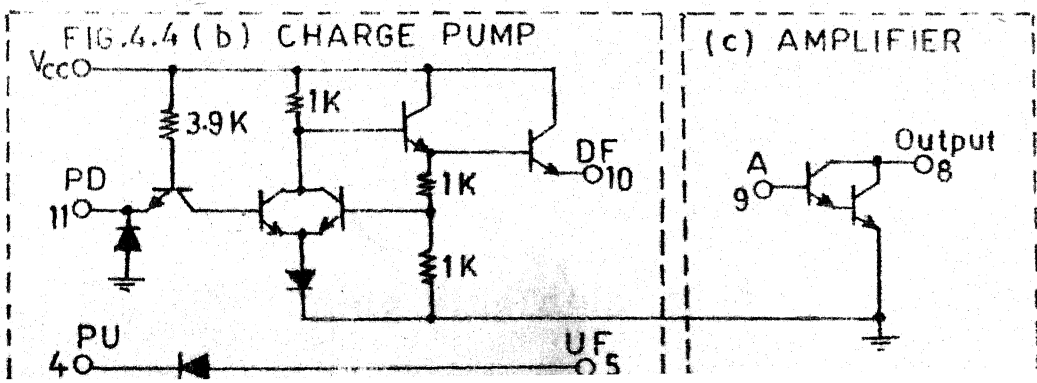 FIG.4.4 (b) CHARGE PUMP
(c) AMPLIFIER
VCC
1K
3.9K
Output
8
DF
10
A
9
PD
11
1K
1K
PU
4
UF
5